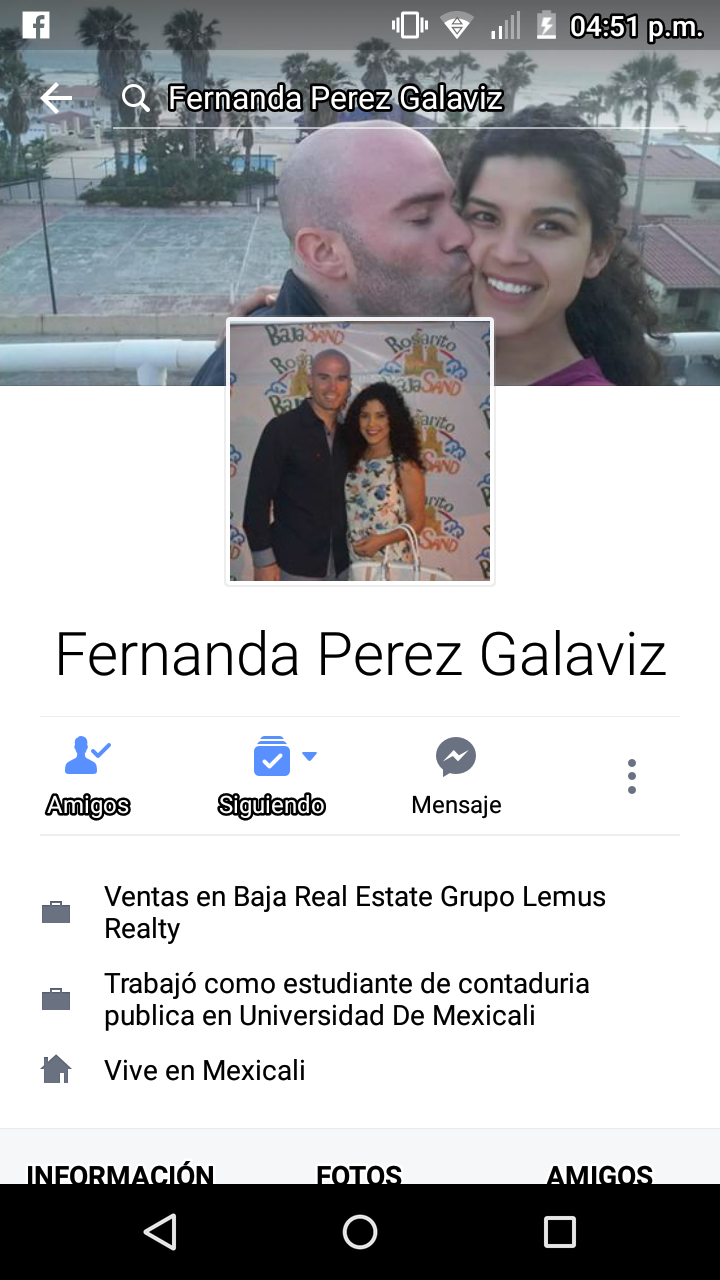 04:51 p.m.
Fernanda Perez Galaviz
BAJA SAND
Rosarito
BAJA SAND
Fernanda Perez Galaviz
Amigos
Siguiendo
Mensaje
Ventas en Baja Real Estate Grupo Lemus
Realty
Trabajó como estudiante de contaduria
publica en Universidad De Mexicali
Vive en Mexicali
INFORMACIÓN FOTOS AMIGOS